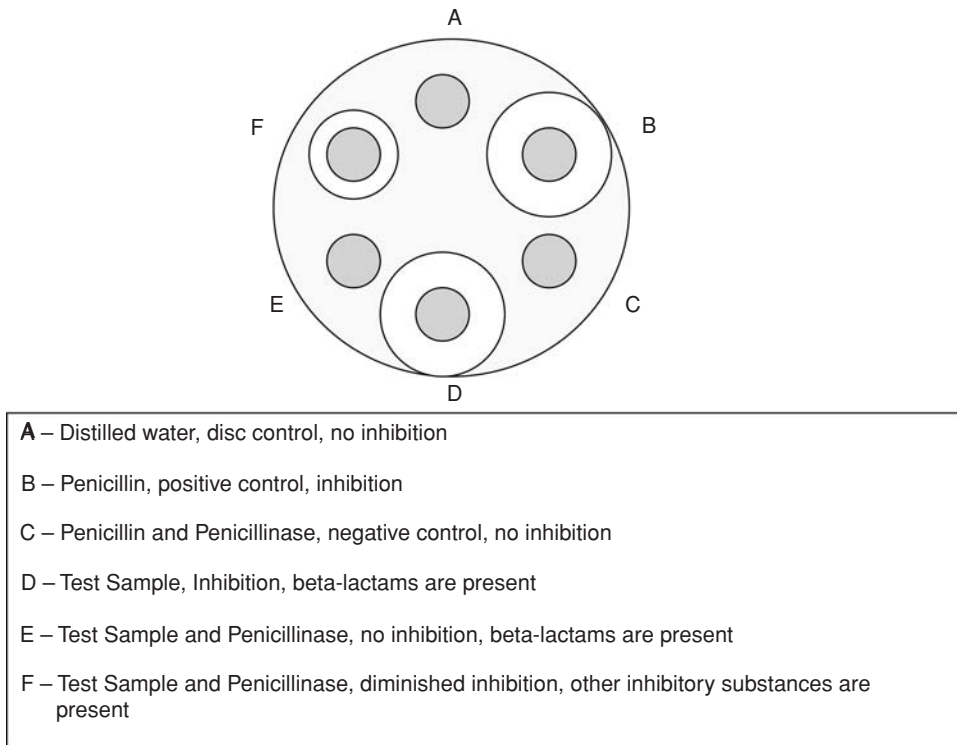 A
F
B
E
C
D
A – Distilled water, disc control, no inhibition
B – Penicillin, positive control, inhibition
C – Penicillin and Penicillinase, negative control, no inhibition
D – Test Sample, Inhibition, beta-lactams are present
E – Test Sample and Penicillinase, no inhibition, beta-lactams are present
F – Test Sample and Penicillinase, diminished inhibition, other inhibitory substances are
present